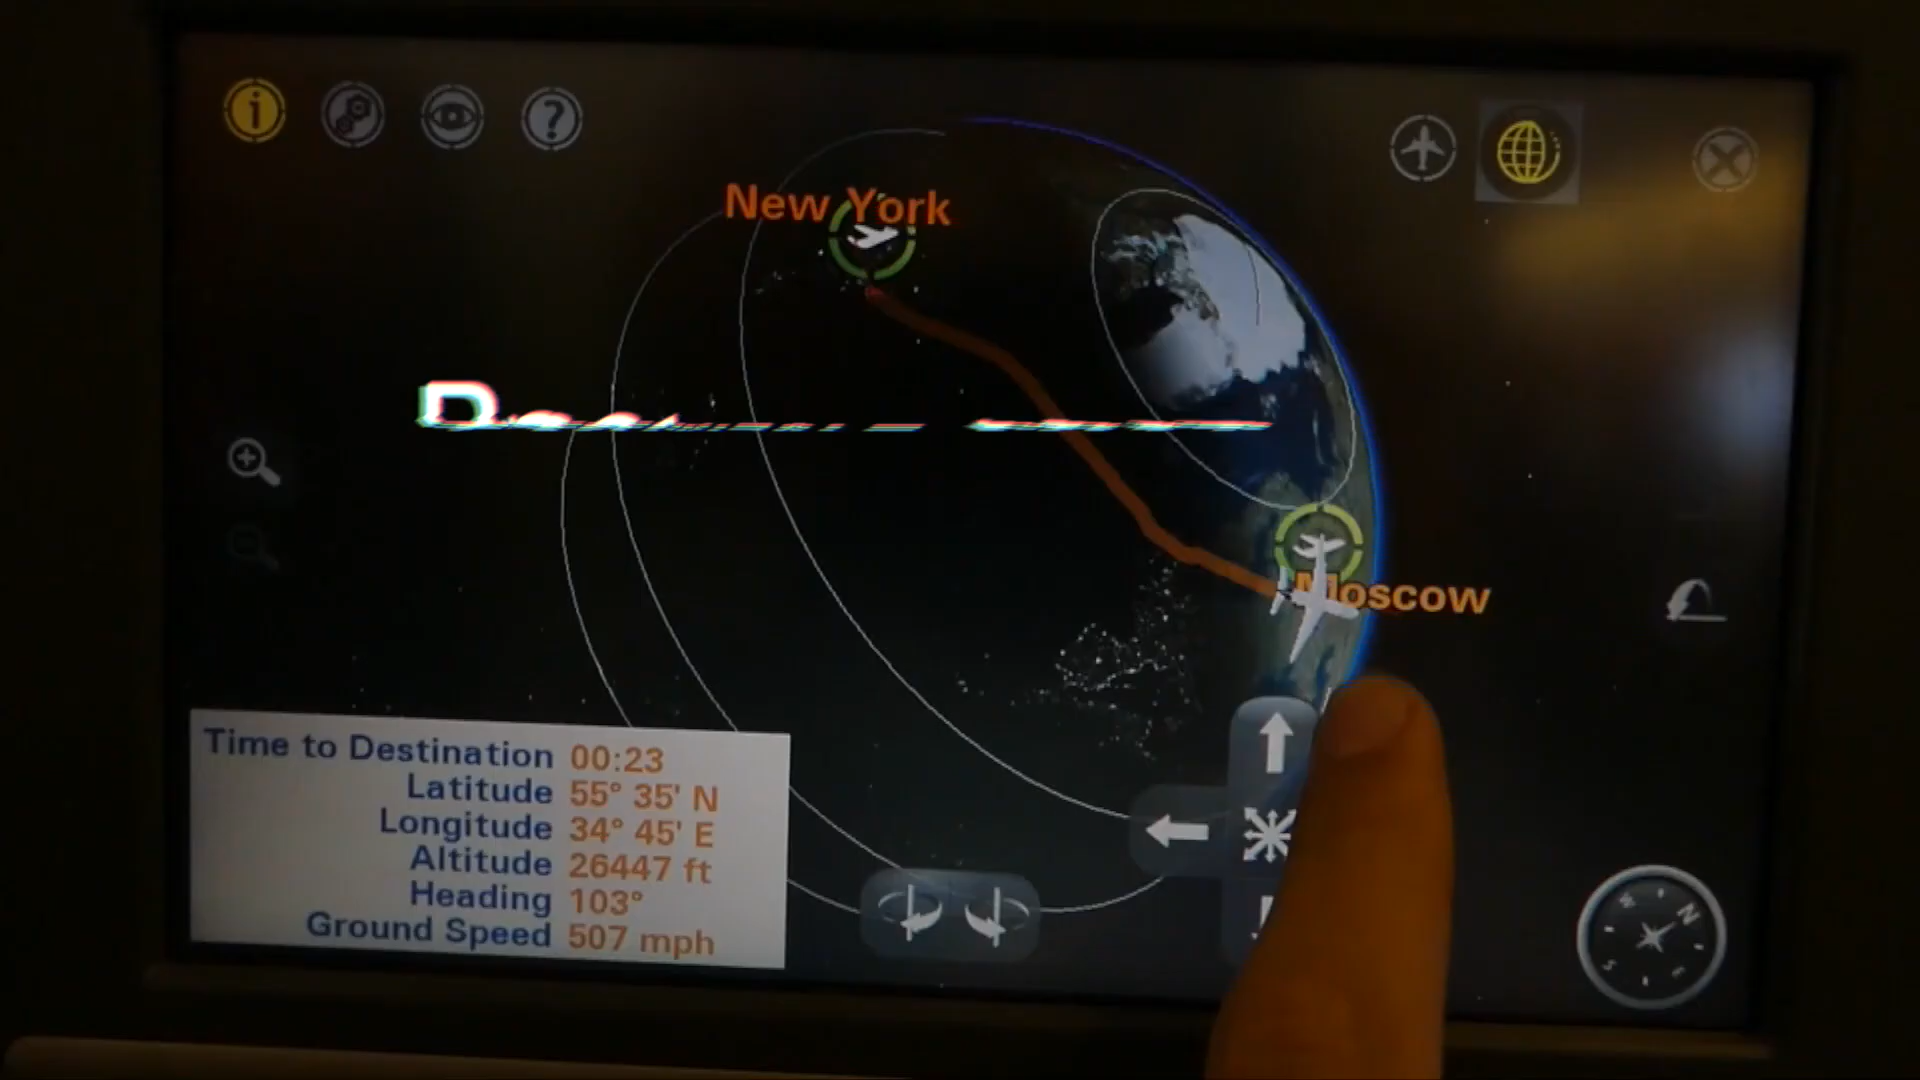 New York
Moscow
Time to Destination 00:23
Latitude 55° 35' N
Longitude 34° 45' E
Altitude 26447 ft
Heading 103°
Ground Speed 507 mph
W N
S E